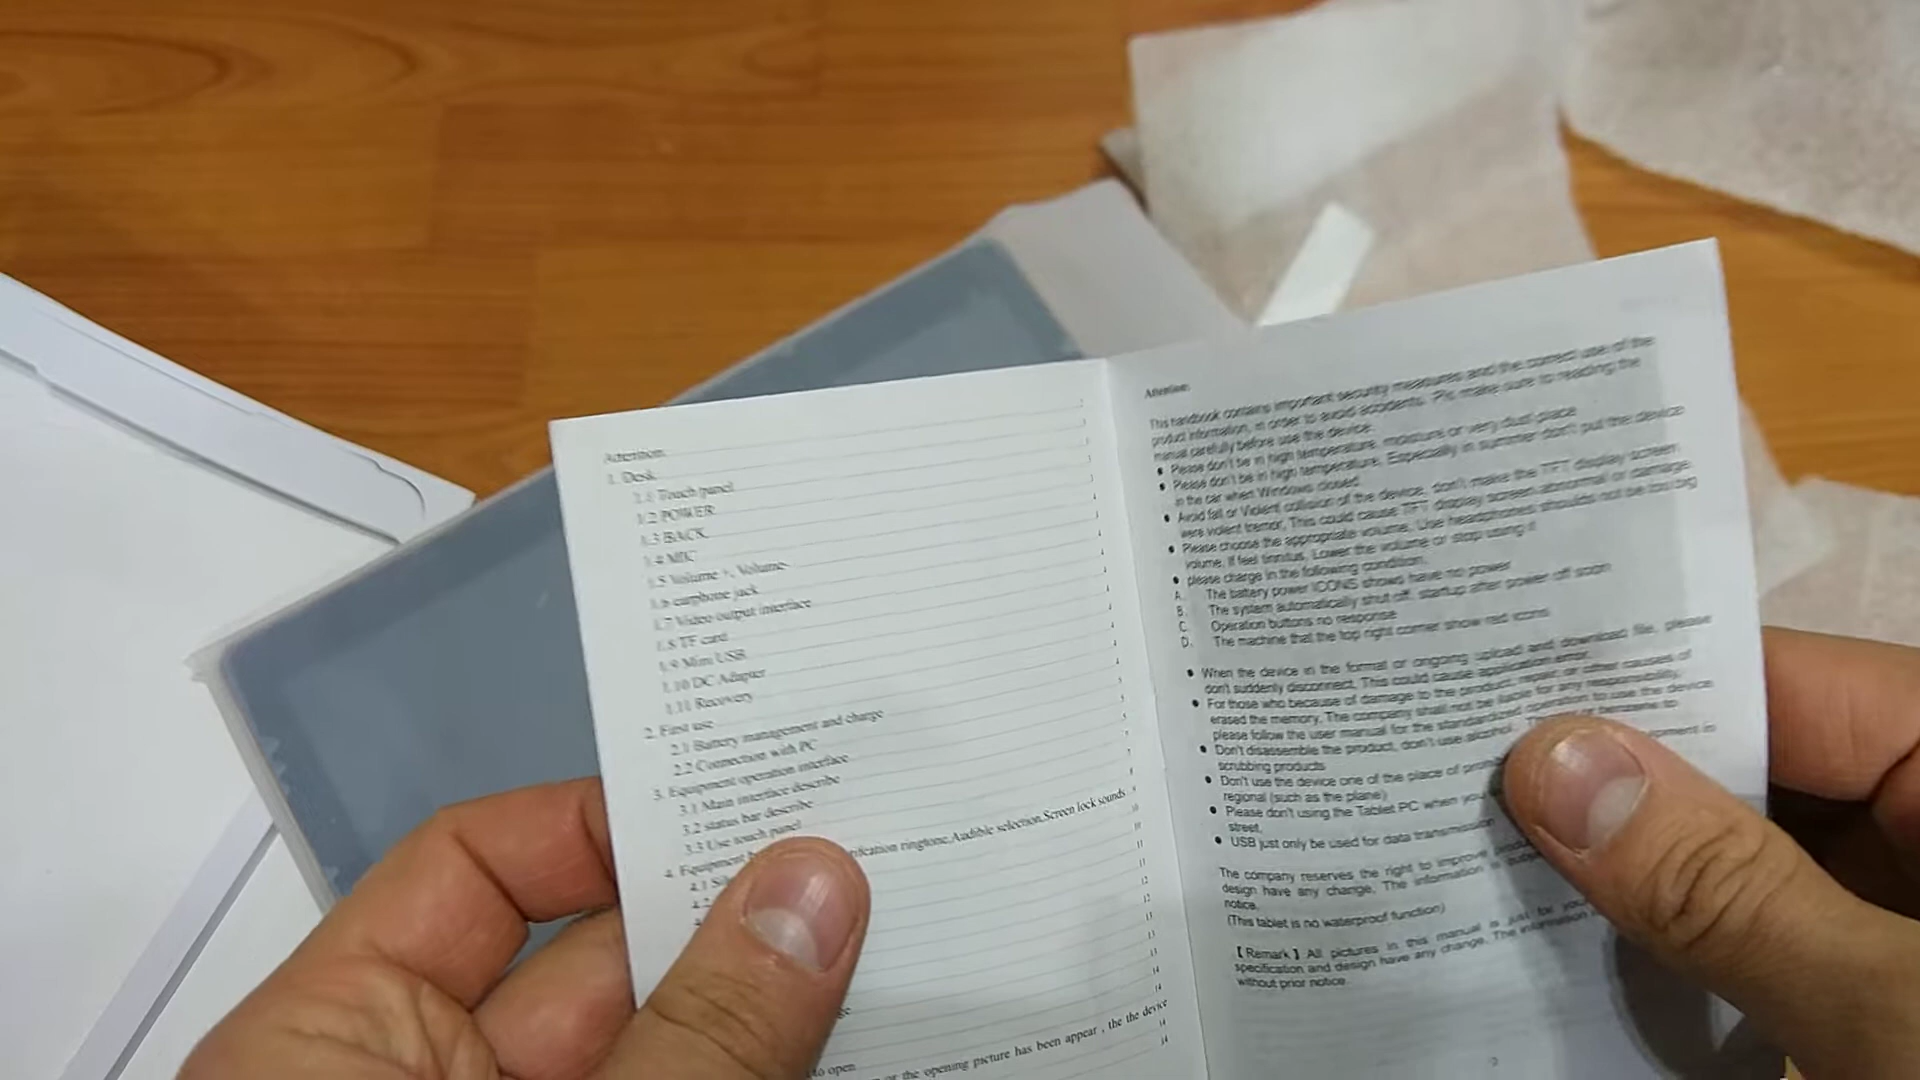 Attention
1. Desk
1.1 Touch panel
1.2 POWER
1.3 BACK
1.4 MIC
1.5 Volume +, Volume-
1.6 earphone jack
1.7 Video output interface
1.8 TF card
1.9 Mini USB
1.10 DC Adapter
1.11 Recovery
2. First use
2.1 Battery management and charge
2.2 Connection with PC
3. Equipment operation interface
3.1 Main interface describe
3.2 status bar describe
3.3 Use touch panel
4. Equipment ringtone,Audible selection,Screen lock sounds
4.1
4.2
to open
or the opening picture has been appear , the the device
Attention:
This handbook contains important security measures and the correct use of the
product information, in order to avoid accidents. Pls make sure to reading the
manual carefully before use the device.
● Please don't be in high temperature, moisture or very dust place
● Please don't be in high temperature, Especially in summer don't put the device
in the car when Windows closed.
● Avoid fall or Violent collision of the device, don't make the TFT display screen
were violent tremor, This could cause TFT display screen abnormal or damage.
● Please choose the appropriate volume, Use headphones shouldn't be too big
volume, If feel tinnitus, Lower the volume or stop using it
● please charge in the following condition,
A. The battery power ICONS shows have no power
B. The system automatically shut off, startup after power off soon.
C. Operation buttons no response
D. The machine that the top right corner show red icons
● When the device in the format or ongoing upload and download file, please
don't suddenly disconnect, This could cause application error.
● For those who because of damage to the product, repair or other causes of
erased the memory, The company shall not be liable for any responsibility,
please follow the user manual for the standardized operation to use the device
● Don't disassemble the product, don't use alcohol, or benzene to
scrubbing products
● Don't use the device one of the place of equipment in
regional (such as the plane)
● Please don't using the Tablet PC when you
street,
● USB just only be used for data transmission
The company reserves the right to improve
design have any change, The information is
notice.
(This tablet is no waterproof function)
【Remark】All pictures in this manual is just for your
specification and design have any change, The information
without prior notice